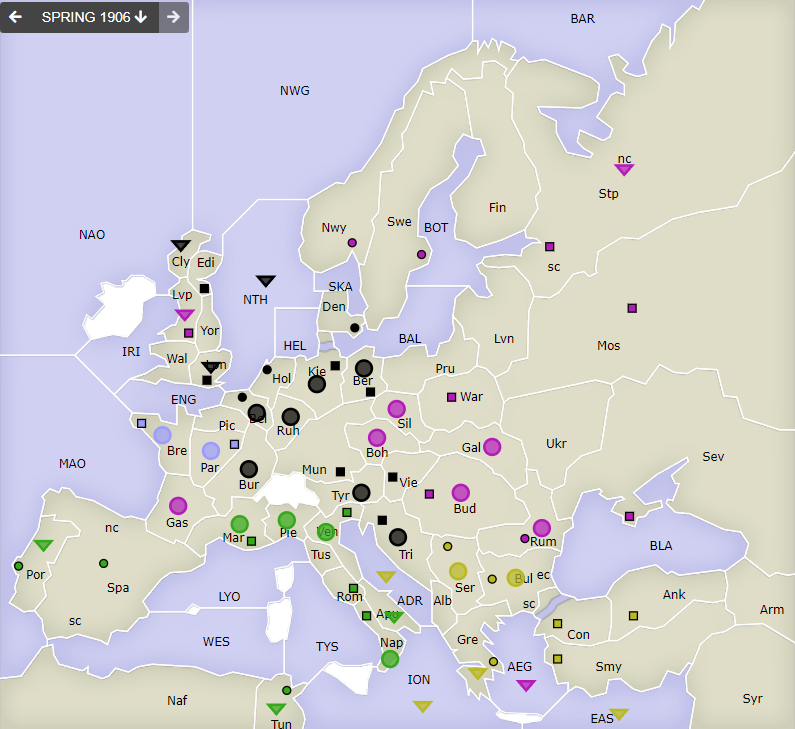 SPRING 1906
BAR
NWG
nc
Stp
Fin
Swe
Nwy
BOT
NAO
Cly
Edi
sc
SKA
Lvp
NTH
Den
Yor
Mos
IRI
HEL
BAL
Lvn
Wal
Lon
Kie
Pru
Hol
Ber
ENG
War
Bel
Sil
Pic
Ruh
Ukr
Bre
Boh
Gal
Par
Sev
MAO
Mun
Bur
Vie
Tyr
Bud
Gas
nc
Mar
Pie
Ven
Rum
BLA
Tus
Tri
Por
Spa
Ser
Bul
ec
LYO
Rom
ADR
Alb
Ank
sc
Apu
sc
Arm
Con
WES
TYS
Nap
Gre
AEG
Smy
ION
Naf
Syr
Tun
EAS